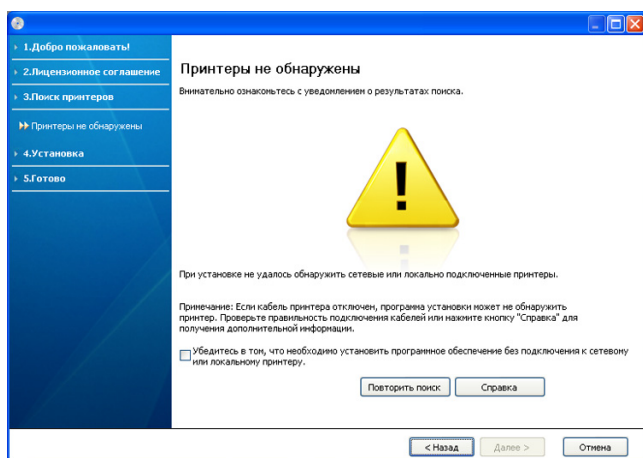 1.Добро пожаловать!
2.Лицензионное соглашение
3.Поиск принтеров
Принтеры не обнаружены
4.Установка
5.Готово
Принтеры не обнаружены
Внимательно ознакомьтесь с уведомлением о результатах поиска.
При установке не удалось обнаружить сетевые или локально подключенные принтеры.
Примечание: Если кабель принтера отключен, программа установки может не обнаружить
принтер. Проверьте правильность подключения кабелей или нажмите кнопку "Справка" для
получения дополнительной информации.
Убедитесь в том, что необходимо установить программное обеспечение без подключения к сетевому
или локальному принтеру.
Повторить поиск
Справка
< Назад
Далее >
Отмена